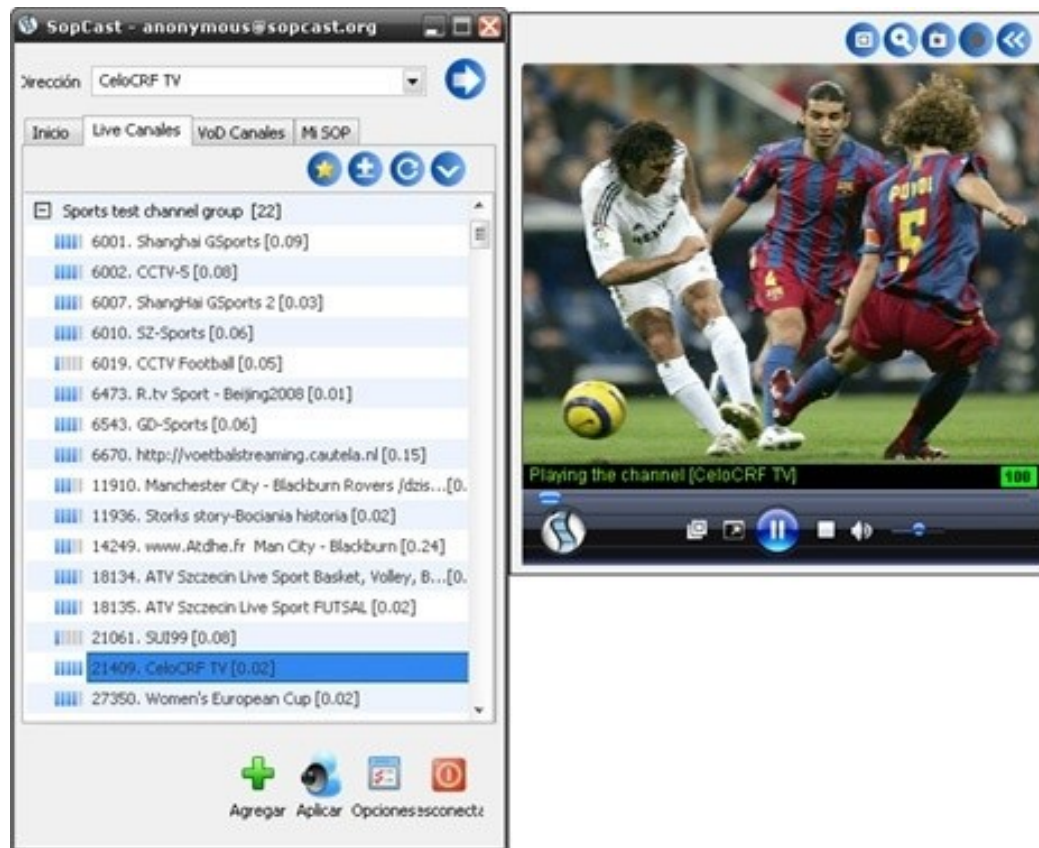 SopCast - anonymous@sopcast.org
Dirección CeloCRF TV
Inicio Live Canales VoD Canales Mi SOP
Sports test channel group [22]
6001. Shanghai GSports [0.09]
6002. CCTV-5 [0.08]
6007. ShangHai GSports 2 [0.03]
6010. SZ-Sports [0.06]
6019. CCTV Football [0.05]
6473. R.tv Sport - Beijing2008 [0.01]
6543. GD-Sports [0.06]
6670. http://voetbalstreaming.cautela.nl [0.15]
11910. Manchester City - Blackburn Rovers /dzis...[0.
11936. Storks story-Bociania historia [0.02]
14249. www.Atdhe.fr Man City - Blackburn [0.24]
18134. ATV Szczecin Live Sport Basket, Volley, B...[0.
18135. ATV Szczecin Live Sport FUTSAL [0.02]
21061. SUI99 [0.08]
21409. CeloCRF TV [0.02]
27350. Women's European Cup [0.02]
Agregar Aplicar Opciones esconecta
PUYOL
5
4
Playing the channel [CeloCRF TV] 100